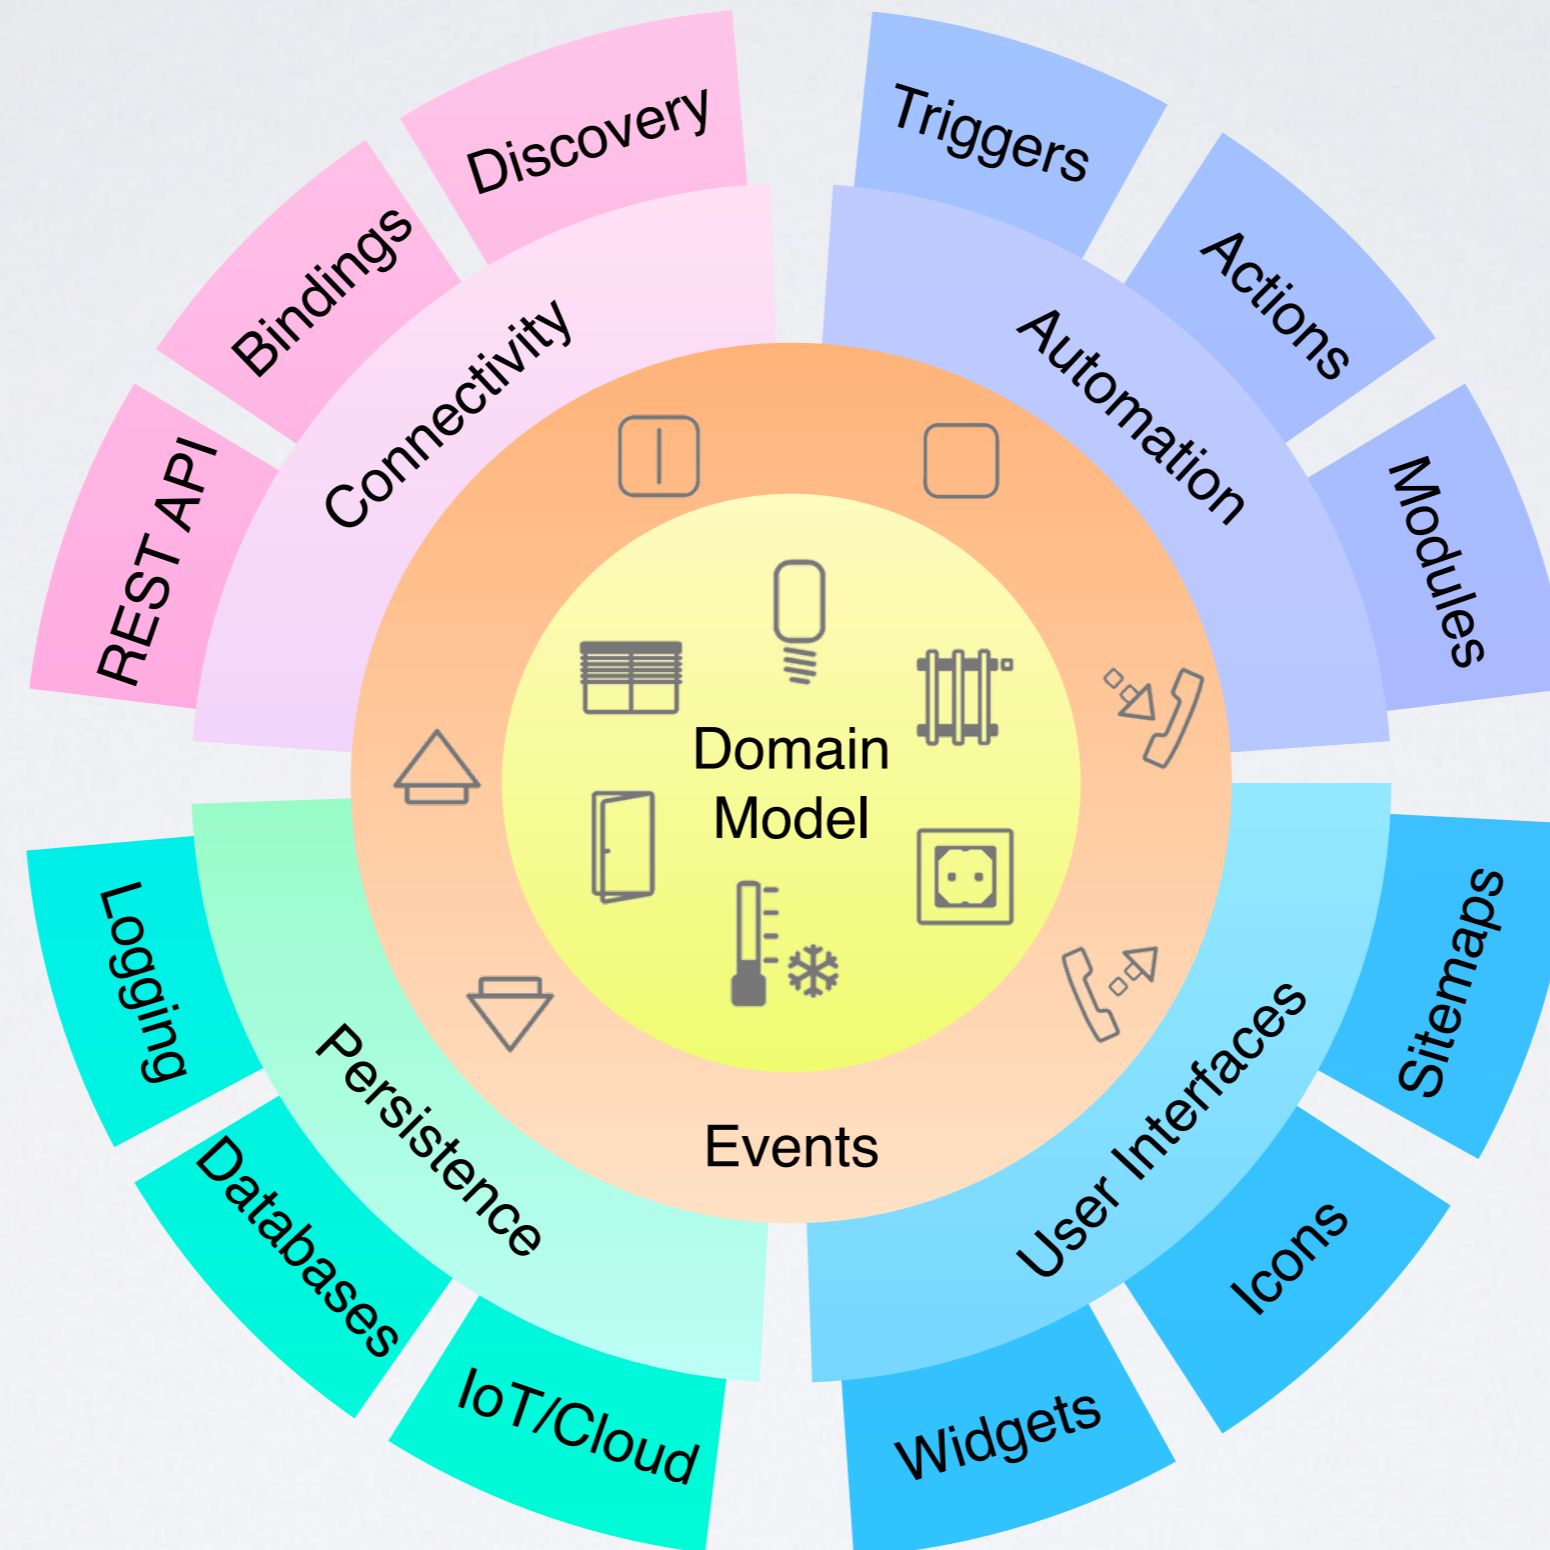 Discovery
Triggers
Bindings
Actions
Connectivity
Automation
REST API
Modules
Domain
Model
Logging
Sitemaps
Persistence
User Interfaces
Events
Databases
Icons
IoT/Cloud
Widgets